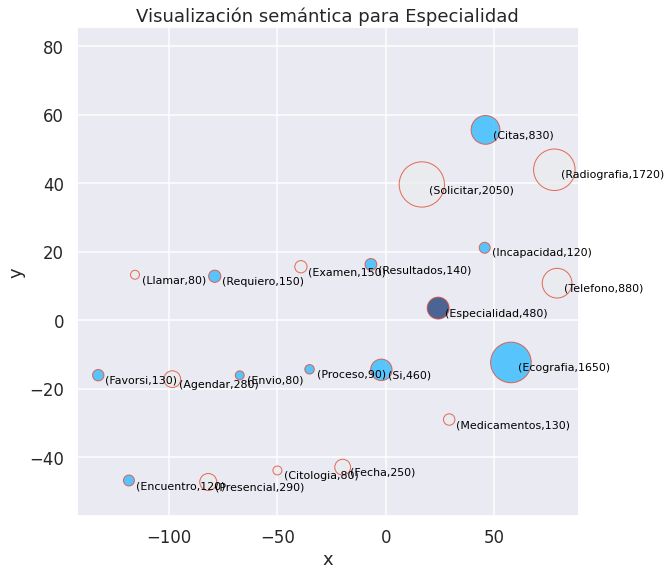 Visualización semántica para Especialidad
80
60
(Citas,830)
(Radiografia,1720)
40
(Solicitar,2050)
20
(Incapacidad,120)
(Examen,150)
(Resultados,140)
(Llamar,80)
(Requiero,150)
(Telefono,880)
y
0
(Especialidad,480)
(Ecografia,1650)
(Favorsi,130)
(Agendar,280)
(Envio,80)
(Proceso,90)
(Si,460)
−20
(Medicamentos,130)
−40
(Citologia,80)
(Fecha,250)
(Encuentro,120)
(Presencial,290)
−100
−50
0
50
x